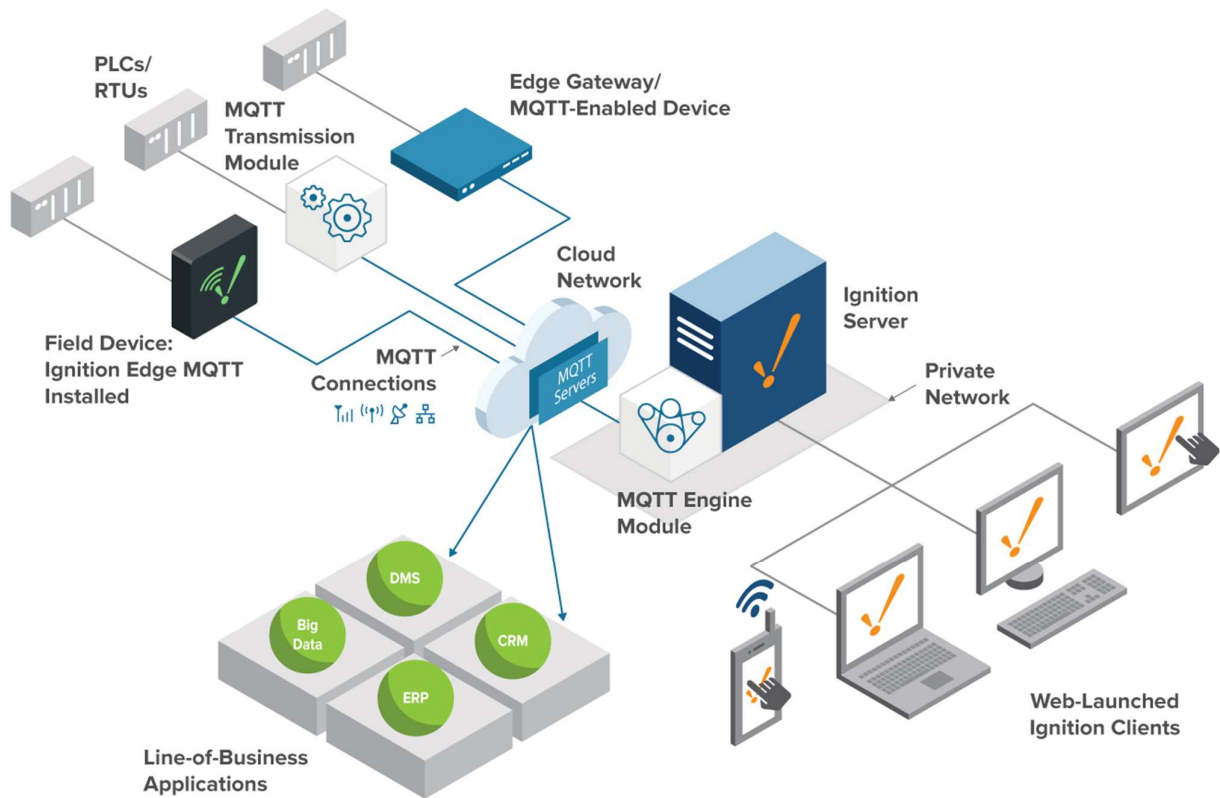 PLCs/
RTUs
MQTT
Transmission
Module
Edge Gateway/
MQTT-Enabled Device
Cloud
Network
Ignition
Server
Field Device:
Ignition Edge MQTT
Installed
MQTT
Connections
MQTT
Servers
Private
Network
MQTT Engine
Module
DMS
Big
Data
CRM
ERP
Web-Launched
Ignition Clients
Line-of-Business
Applications